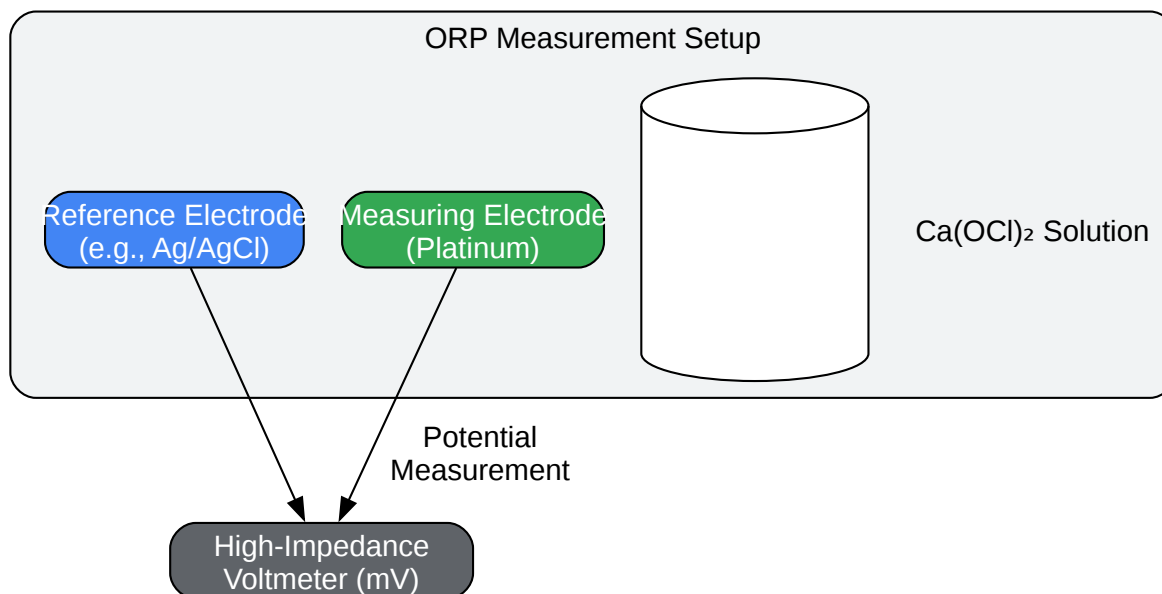 ORP Measurement Setup
Reference Electrode
(e.g., Ag/AgCl)
Measuring Electrode
(Platinum)
Ca(OCl)₂ Solution
Potential
Measurement
High-Impedance
Voltmeter (mV)